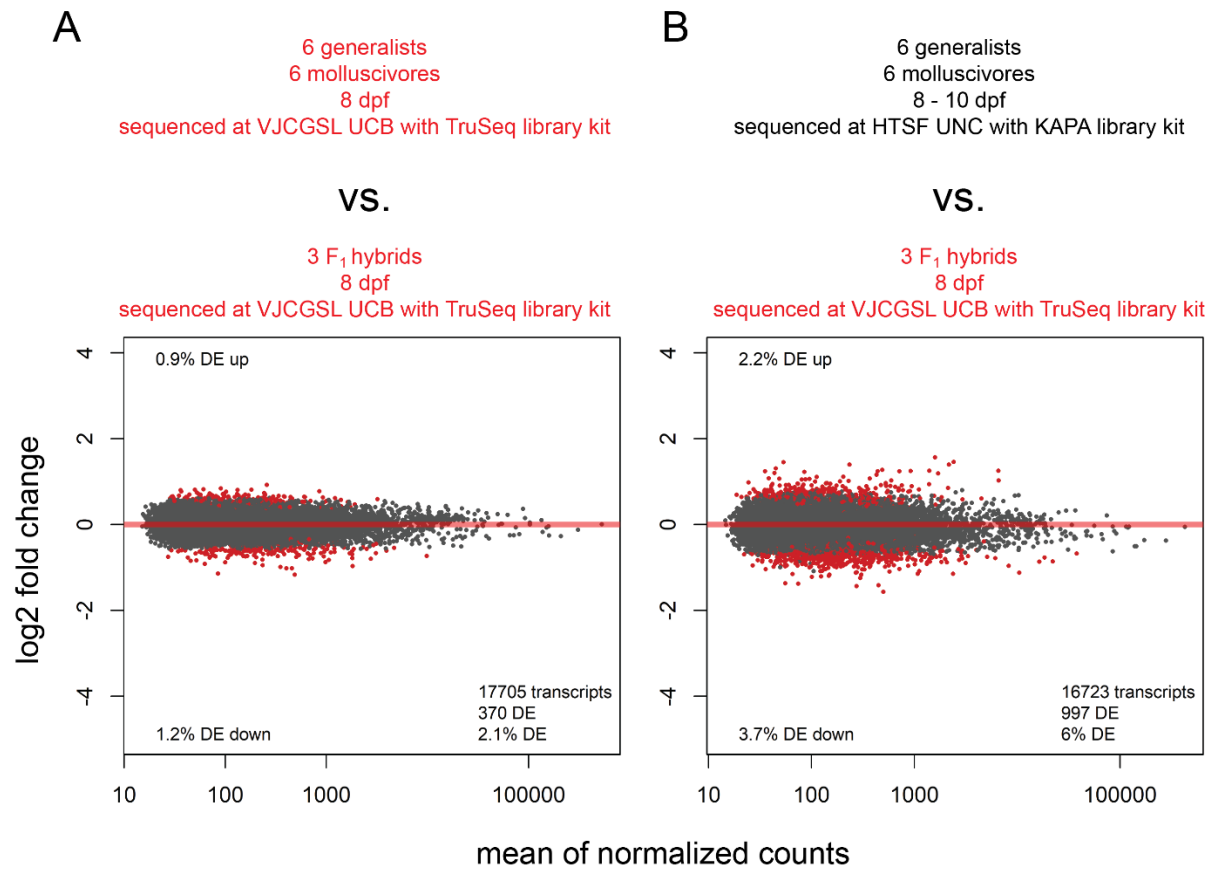 A
6 generalists
6 molluscivores
8 dpf
sequenced at VJCGSL UCB with TruSeq library kit
vs.
3 F₁ hybrids
8 dpf
sequenced at VJCGSL UCB with TruSeq library kit
B
6 generalists
6 molluscivores
8 - 10 dpf
sequenced at HTSF UNC with KAPA library kit
vs.
3 F₁ hybrids
8 dpf
sequenced at VJCGSL UCB with TruSeq library kit
log2 fold change
4
2
0
-2
-4
0.9% DE up
17705 transcripts
370 DE
1.2% DE down
2.1% DE
10
100
1000
100000
4
2
0
-2
-4
2.2% DE up
16723 transcripts
997 DE
3.7% DE down
6% DE
10
100
1000
100000
mean of normalized counts